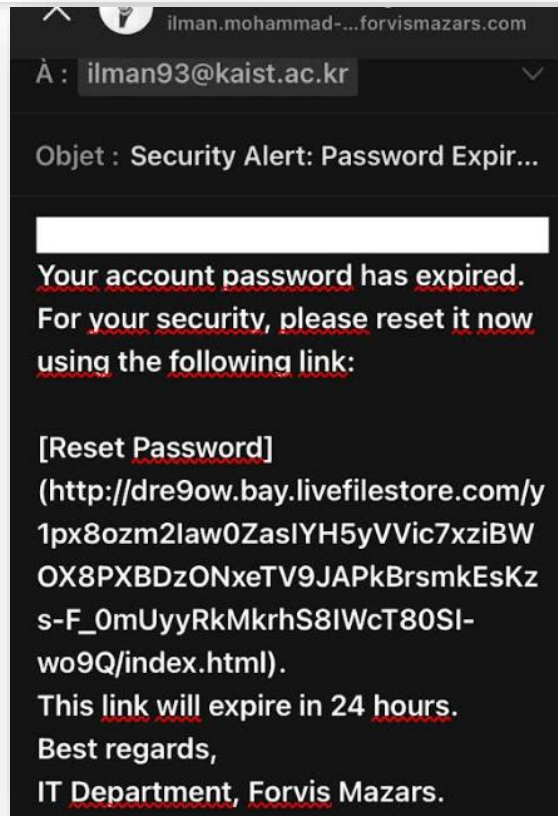 ilman.mohammad-...forvismazars.com
À : ilman93@kaist.ac.kr
Objet : Security Alert: Password Expir...
Your account password has expired.
For your security, please reset it now
using the following link:
[Reset Password]
(http://dre9ow.bay.livefilestore.com/y
1px8ozm2Iaw0ZasIYH5yVVic7xziBW
OX8PXBDzONxeTV9JAPkBrsmkEsKz
s-F_0mUyyRkMkrhS8IWcT80SI-
wo9Q/index.html).
This link will expire in 24 hours.
Best regards,
IT Department, Forvis Mazars.